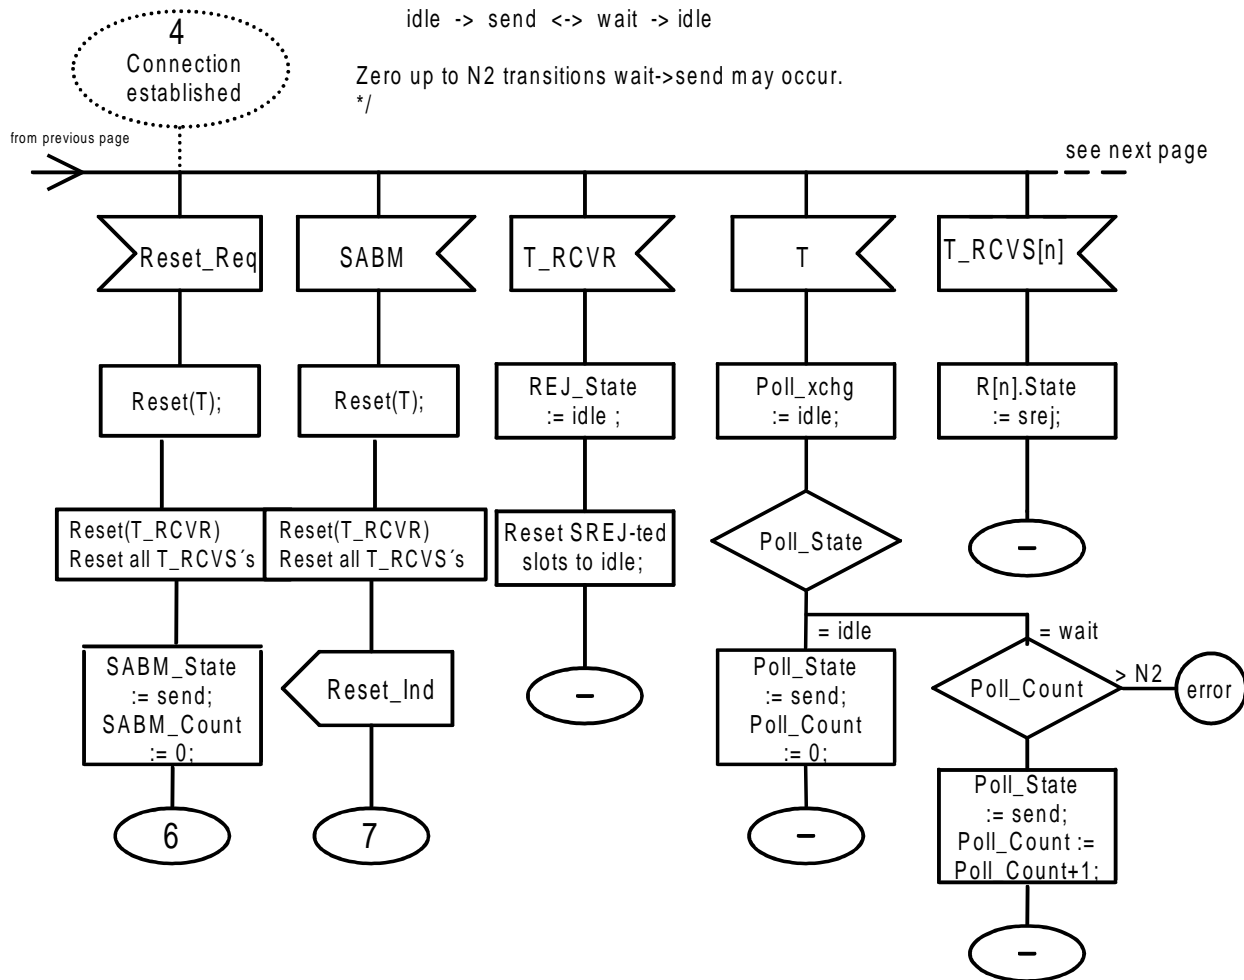 idle -> send <-> wait -> idle
4
Connection
established
Zero up to N2 transitions wait->send may occur.
*/
from previous page
see next page
Reset_Req
SABM
T_RCVR
T
T_RCVS[n]
Reset(T);
Reset(T);
REJ_State
:= idle ;
Poll_xchg
:= idle;
R[n].State
:= srej;
Reset(T_RCVR)
Reset all T_RCVS´s
Reset(T_RCVR)
Reset all T_RCVS´s
Reset SREJ-ted
slots to idle;
Poll_State
–
= idle
= wait
SABM_State
:= send;
SABM_Count
:= 0;
Reset_Ind
–
Poll_State
:= send;
Poll_Count
:= 0;
Poll_Count
> N2
error
6
7
–
Poll_State
:= send;
Poll_Count :=
Poll_Count+1;
–